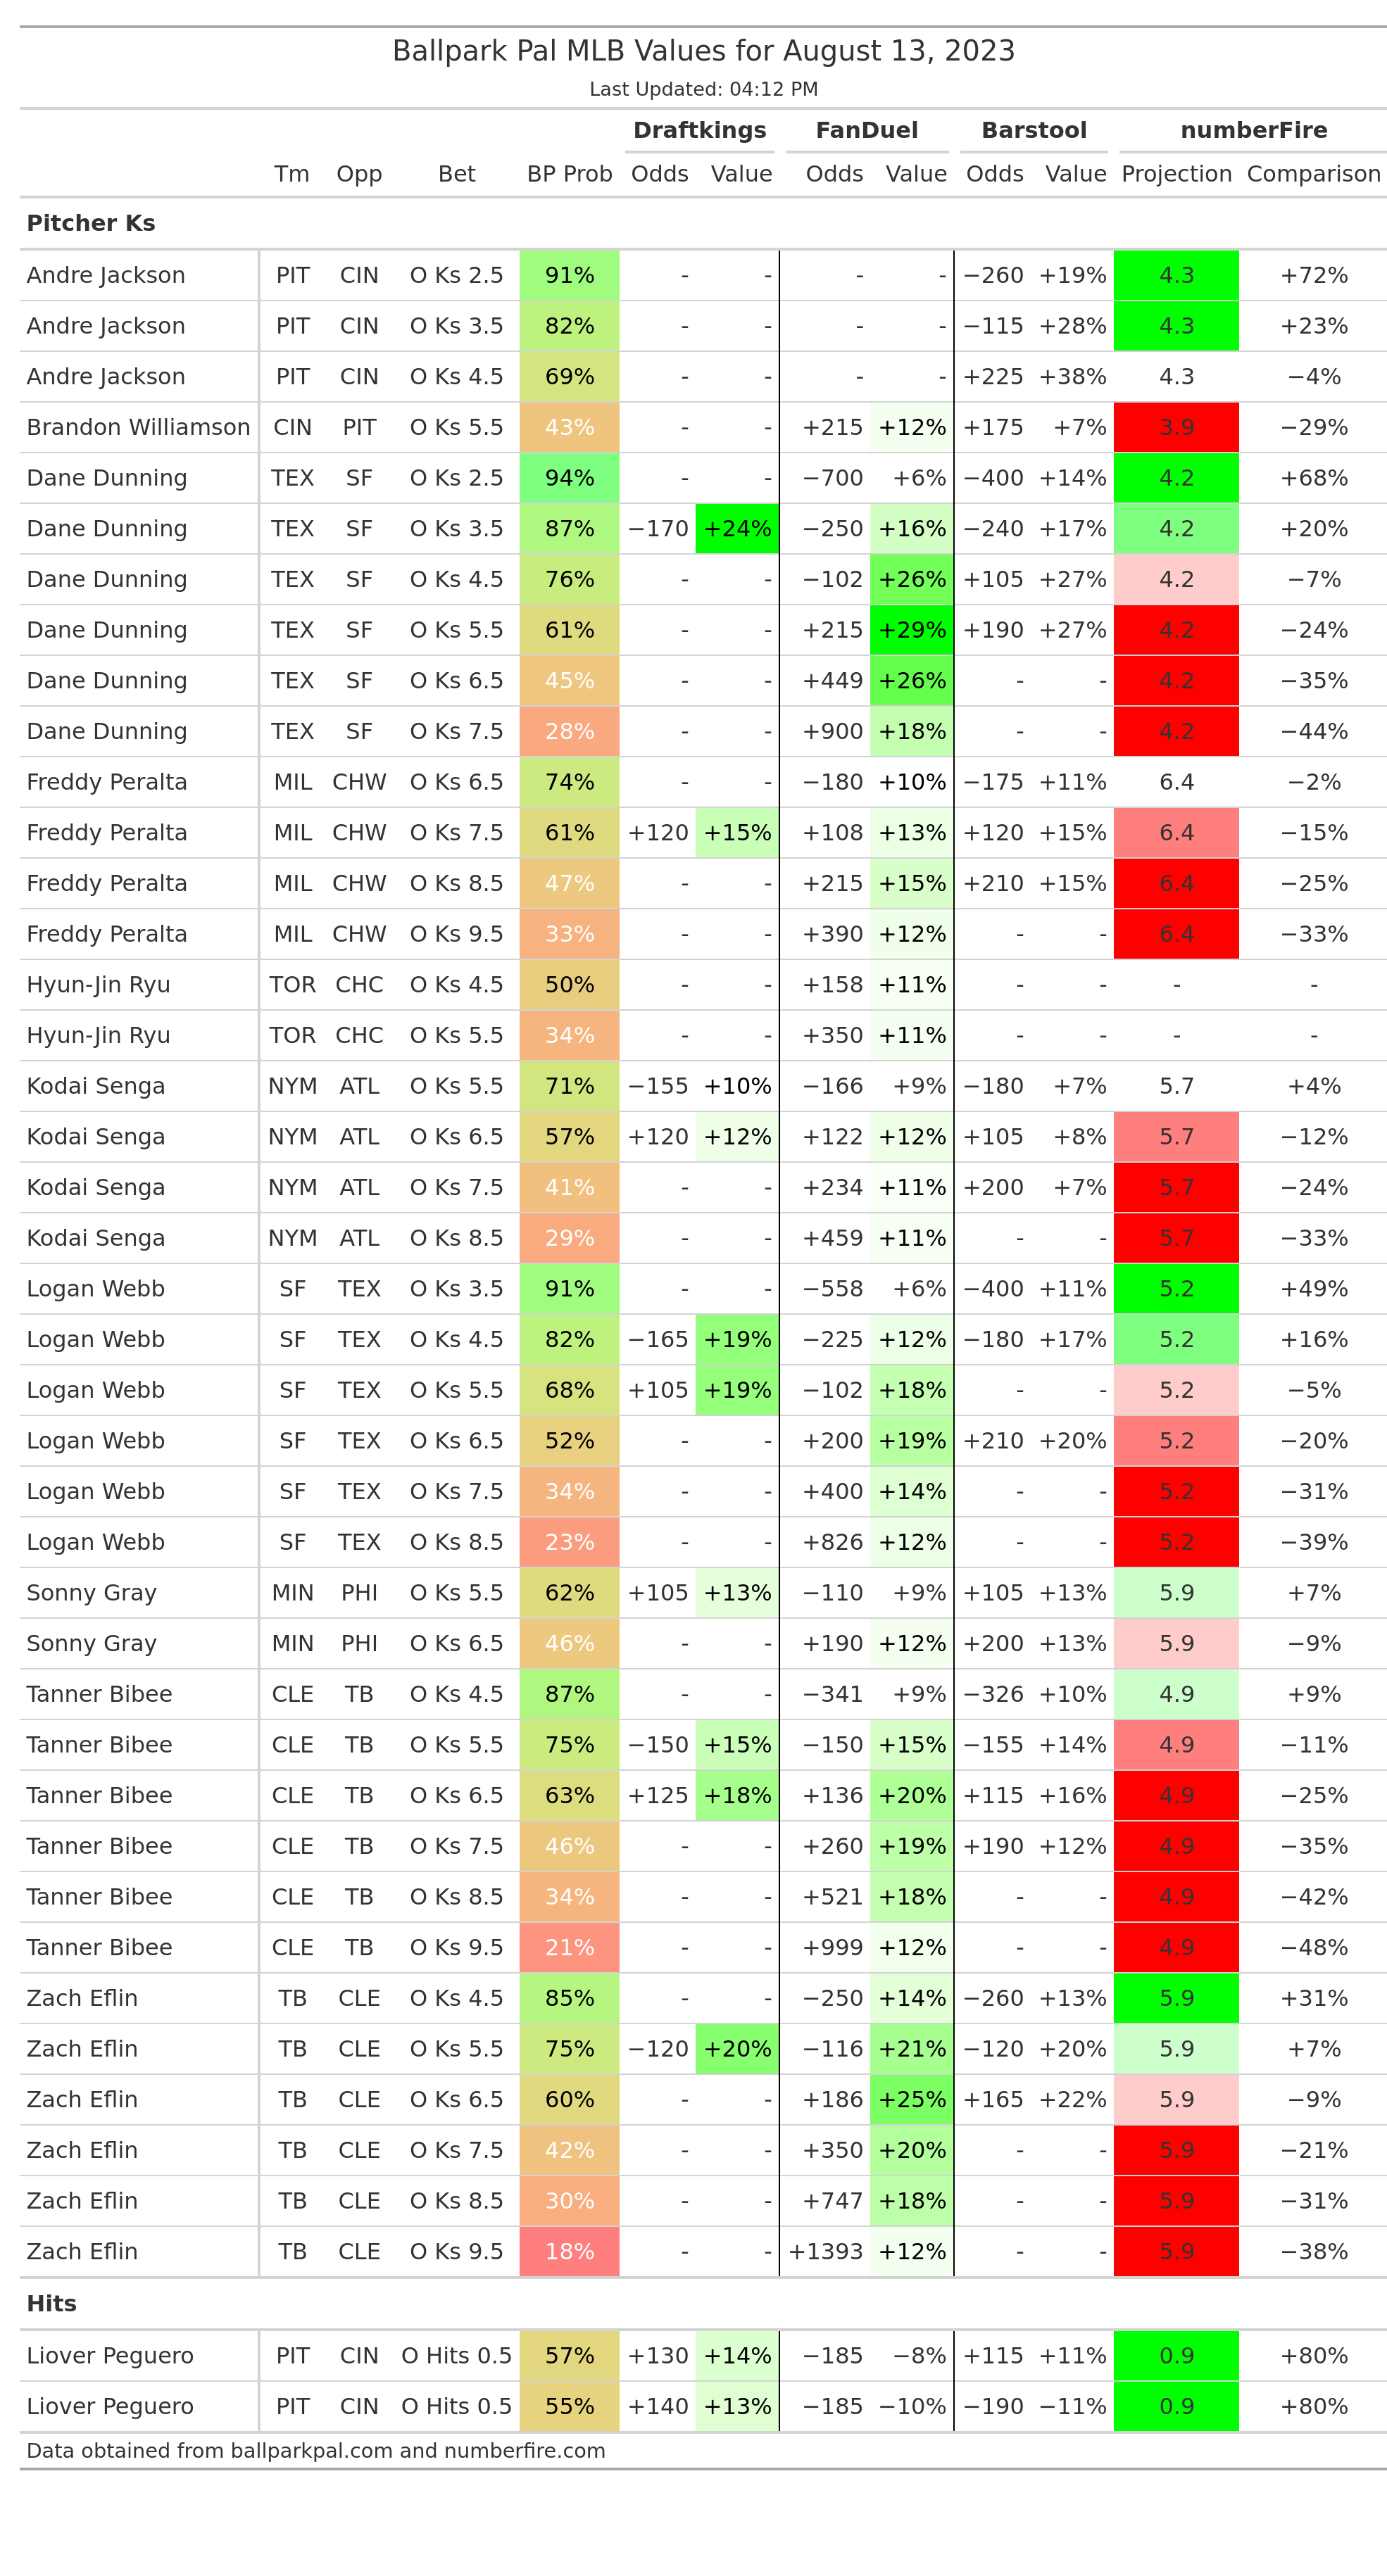 Ballpark Pal MLB Values for August 13, 2023
Last Updated: 04:12 PM
Draftkings FanDuel Barstool numberFire
Tm Opp Bet BP Prob Odds Value Odds Value Odds Value Projection Comparison
Pitcher Ks
Andre Jackson PIT CIN O Ks 2.5 91% - - - - −260 +19% 4.3 +72%
Andre Jackson PIT CIN O Ks 3.5 82% - - - - −115 +28% 4.3 +23%
Andre Jackson PIT CIN O Ks 4.5 69% - - - - +225 +38% 4.3 −4%
Brandon Williamson CIN PIT O Ks 5.5 43% - - +215 +12% +175 +7% 3.9 −29%
Dane Dunning TEX SF O Ks 2.5 94% - - −700 +6% −400 +14% 4.2 +68%
Dane Dunning TEX SF O Ks 3.5 87% −170 +24% −250 +16% −240 +17% 4.2 +20%
Dane Dunning TEX SF O Ks 4.5 76% - - −102 +26% +105 +27% 4.2 −7%
Dane Dunning TEX SF O Ks 5.5 61% - - +215 +29% +190 +27% 4.2 −24%
Dane Dunning TEX SF O Ks 6.5 45% - - +449 +26% - - 4.2 −35%
Dane Dunning TEX SF O Ks 7.5 28% - - +900 +18% - - 4.2 −44%
Freddy Peralta MIL CHW O Ks 6.5 74% - - −180 +10% −175 +11% 6.4 −2%
Freddy Peralta MIL CHW O Ks 7.5 61% +120 +15% +108 +13% +120 +15% 6.4 −15%
Freddy Peralta MIL CHW O Ks 8.5 47% - - +215 +15% +210 +15% 6.4 −25%
Freddy Peralta MIL CHW O Ks 9.5 33% - - +390 +12% - - 6.4 −33%
Hyun-Jin Ryu TOR CHC O Ks 4.5 50% - - +158 +11% - - - -
Hyun-Jin Ryu TOR CHC O Ks 5.5 34% - - +350 +11% - - - -
Kodai Senga NYM ATL O Ks 5.5 71% −155 +10% −166 +9% −180 +7% 5.7 +4%
Kodai Senga NYM ATL O Ks 6.5 57% +120 +12% +122 +12% +105 +8% 5.7 −12%
Kodai Senga NYM ATL O Ks 7.5 41% - - +234 +11% +200 +7% 5.7 −24%
Kodai Senga NYM ATL O Ks 8.5 29% - - +459 +11% - - 5.7 −33%
Logan Webb SF TEX O Ks 3.5 91% - - −558 +6% −400 +11% 5.2 +49%
Logan Webb SF TEX O Ks 4.5 82% −165 +19% −225 +12% −180 +17% 5.2 +16%
Logan Webb SF TEX O Ks 5.5 68% +105 +19% −102 +18% - - 5.2 −5%
Logan Webb SF TEX O Ks 6.5 52% - - +200 +19% +210 +20% 5.2 −20%
Logan Webb SF TEX O Ks 7.5 34% - - +400 +14% - - 5.2 −31%
Logan Webb SF TEX O Ks 8.5 23% - - +826 +12% - - 5.2 −39%
Sonny Gray MIN PHI O Ks 5.5 62% +105 +13% −110 +9% +105 +13% 5.9 +7%
Sonny Gray MIN PHI O Ks 6.5 46% - - +190 +12% +200 +13% 5.9 −9%
Tanner Bibee CLE TB O Ks 4.5 87% - - −341 +9% −326 +10% 4.9 +9%
Tanner Bibee CLE TB O Ks 5.5 75% −150 +15% −150 +15% −155 +14% 4.9 −11%
Tanner Bibee CLE TB O Ks 6.5 63% +125 +18% +136 +20% +115 +16% 4.9 −25%
Tanner Bibee CLE TB O Ks 7.5 46% - - +260 +19% +190 +12% 4.9 −35%
Tanner Bibee CLE TB O Ks 8.5 34% - - +521 +18% - - 4.9 −42%
Tanner Bibee CLE TB O Ks 9.5 21% - - +999 +12% - - 4.9 −48%
Zach Eflin TB CLE O Ks 4.5 85% - - −250 +14% −260 +13% 5.9 +31%
Zach Eflin TB CLE O Ks 5.5 75% −120 +20% −116 +21% −120 +20% 5.9 +7%
Zach Eflin TB CLE O Ks 6.5 60% - - +186 +25% +165 +22% 5.9 −9%
Zach Eflin TB CLE O Ks 7.5 42% - - +350 +20% - - 5.9 −21%
Zach Eflin TB CLE O Ks 8.5 30% - - +747 +18% - - 5.9 −31%
Zach Eflin TB CLE O Ks 9.5 18% - - +1393 +12% - - 5.9 −38%
Hits
Liover Peguero PIT CIN O Hits 0.5 57% +130 +14% −185 −8% +115 +11% 0.9 +80%
Liover Peguero PIT CIN O Hits 0.5 55% +140 +13% −185 −10% −190 −11% 0.9 +80%
Data obtained from ballparkpal.com and numberfire.com